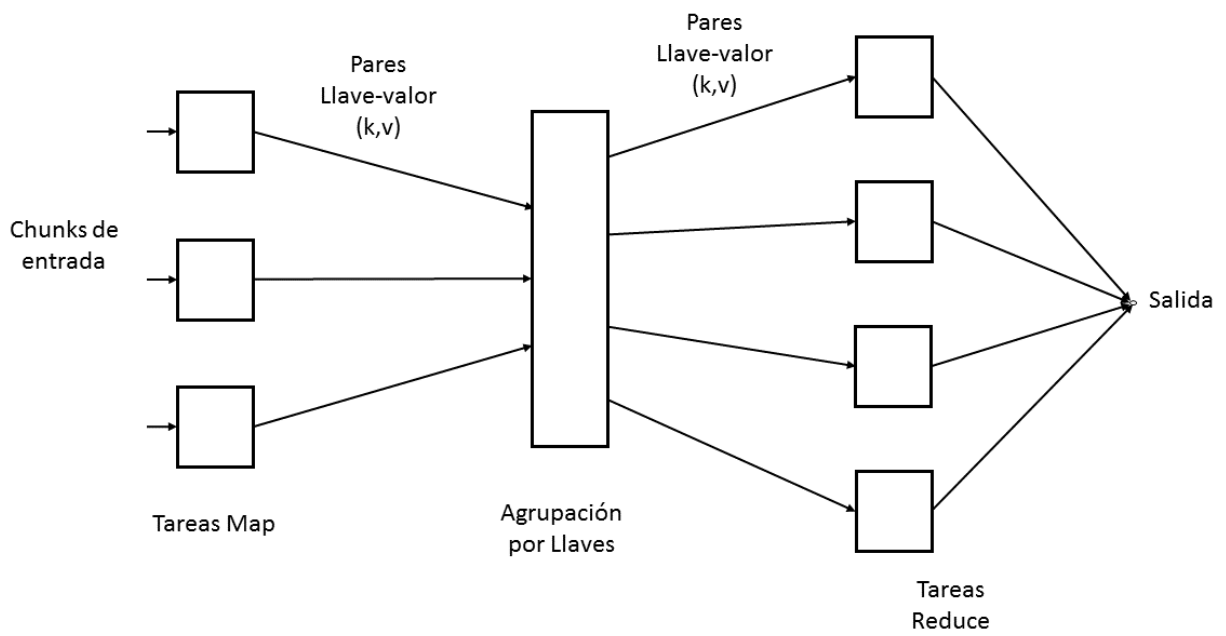 Pares
Llave-valor
(k,v)
Pares
Llave-valor
(k,v)
Chunks de
entrada
Salida
Tareas Map
Agrupación
por Llaves
Tareas
Reduce